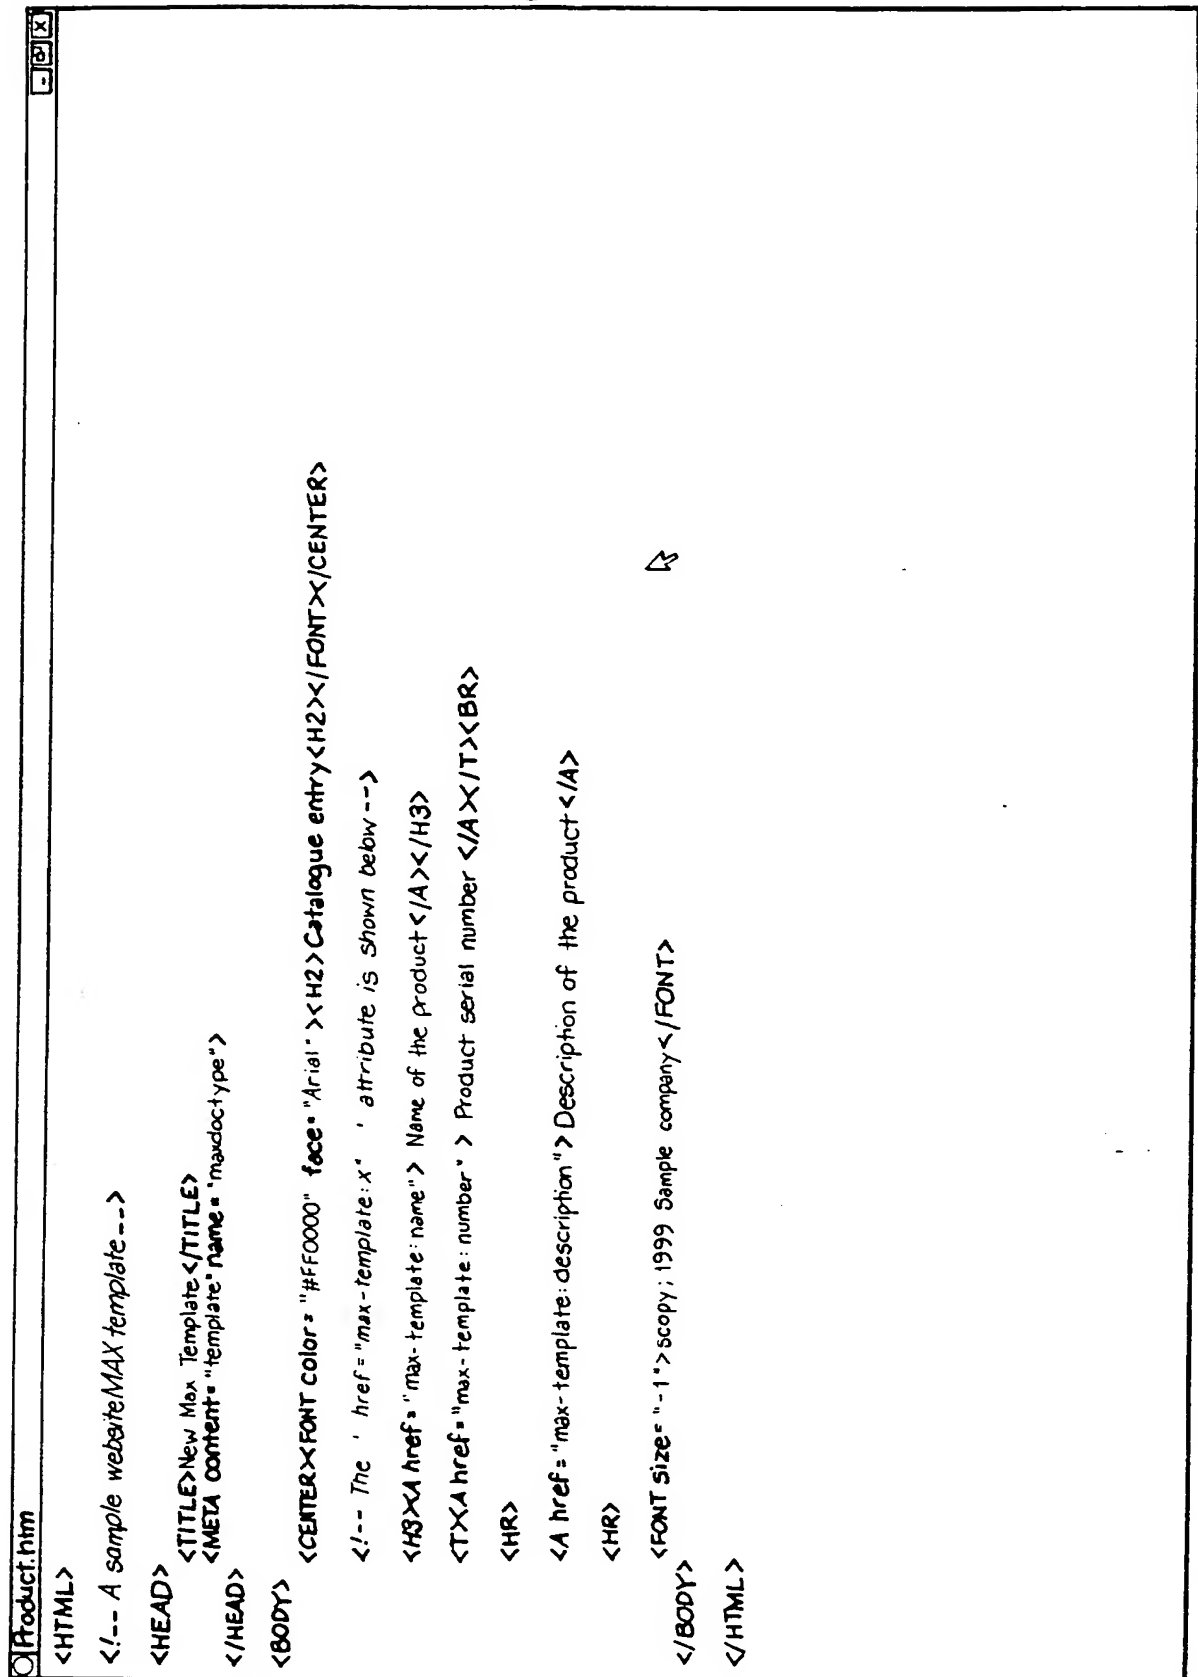 Product.htm
<HTML>
<!-- A sample websiteMAX template -->
<HEAD>
<TITLE>New Max Template</TITLE>
<META content="template" name="maxdoctype">
</HEAD>
<BODY>
<CENTER><FONT color="#FF0000" face="Arial"><H2>Catalogue entry<H2></FONT></CENTER>
<!-- The ' href="max-template:x" ' attribute is shown below -->
<H3><A href="max-template:name"> Name of the product</A></H3>
<T><A href="max-template:number" > Product serial number </A></T><BR>
<HR>
<A href="max-template:description">Description of the product</A>
<HR>
<FONT size="-1">scopy; 1999 Sample company</FONT>
</BODY>
</HTML>